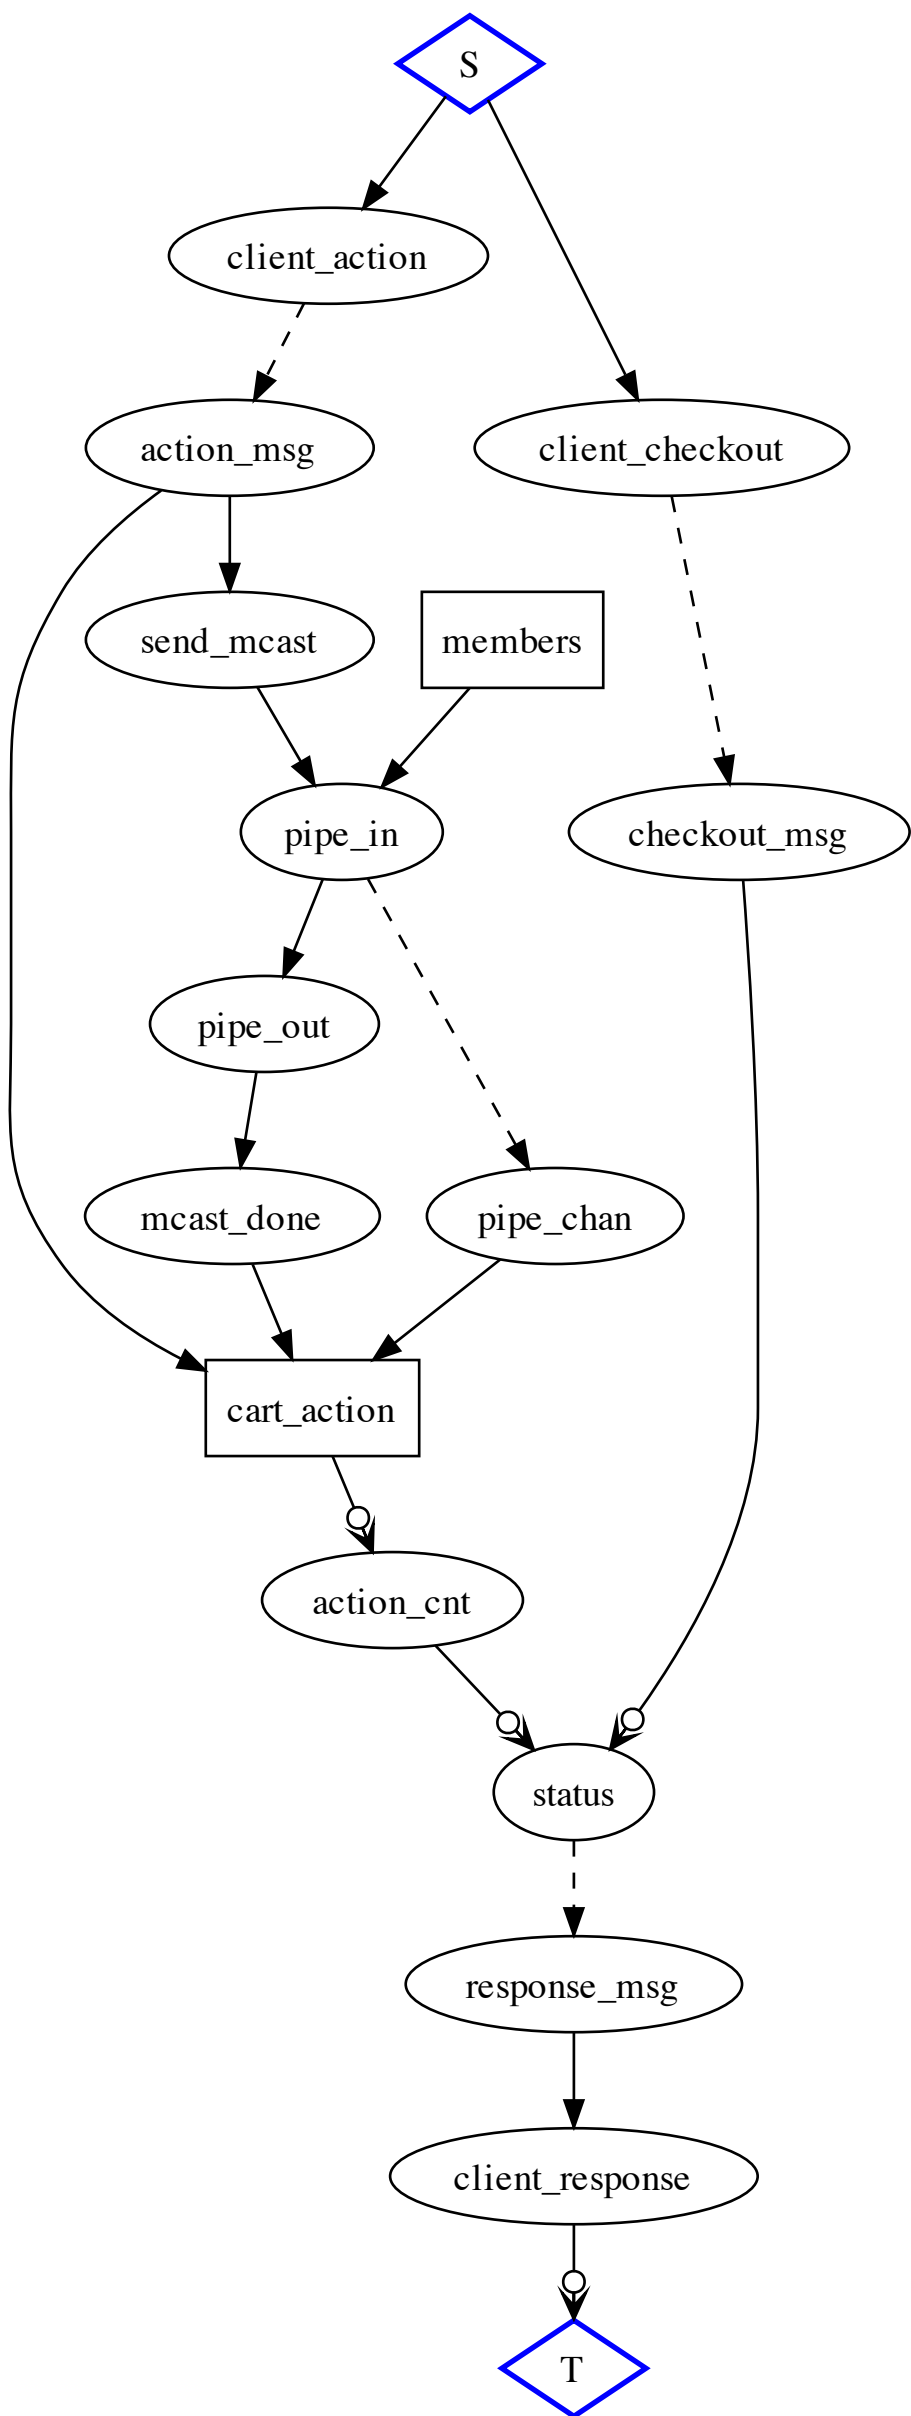 S
client_action
action_msg
client_checkout
send_mcast
members
pipe_in
checkout_msg
pipe_out
mcast_done
pipe_chan
cart_action
action_cnt
status
response_msg
client_response
T